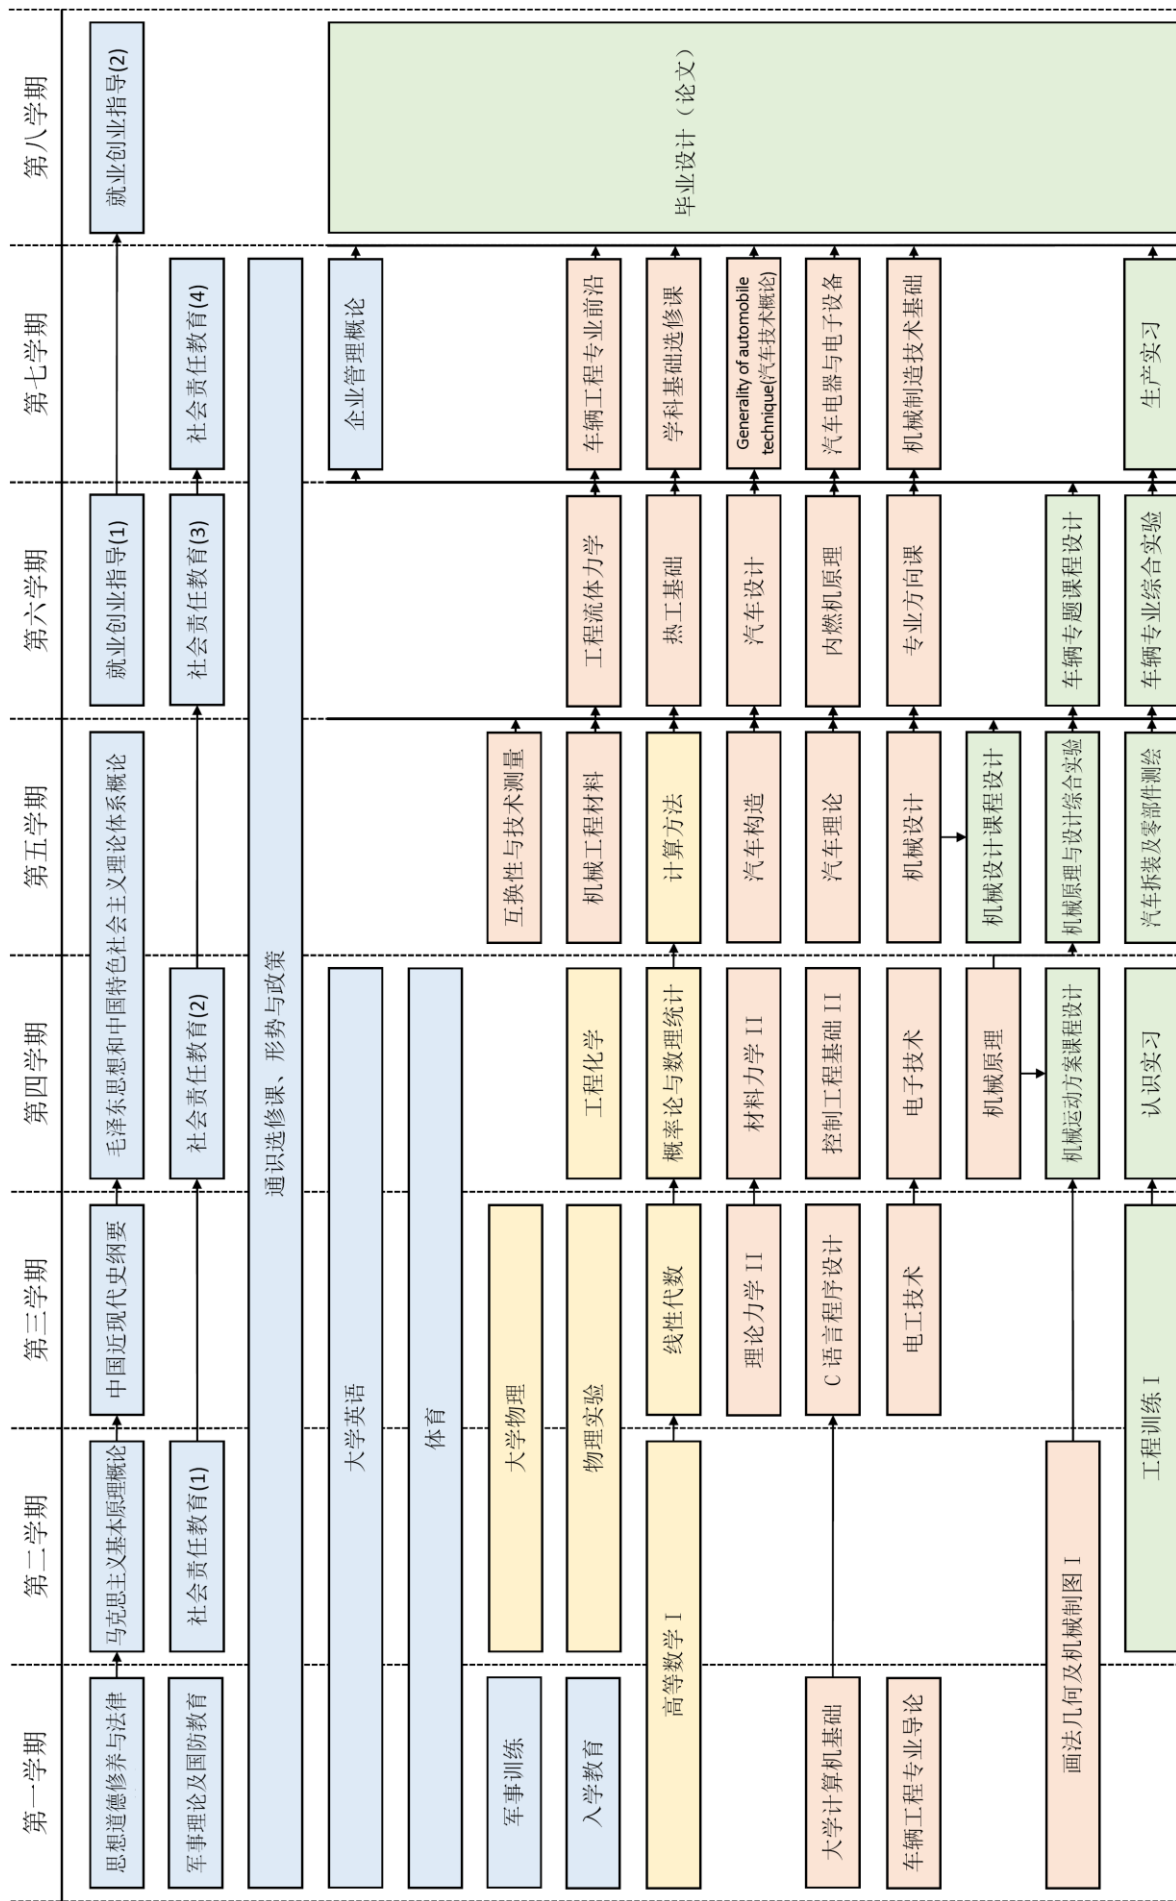 第一学期
第二学期
第三学期
第四学期
第五学期
第六学期
第七学期
第八学期
思想道德修养与法律
马克思主义基本原理概论
中国近现代史纲要
毛泽东思想和中国特色社会主义理论体系概论
就业创业指导(1)
就业创业指导(2)
军事理论及国防教育
社会责任教育(1)
社会责任教育(2)
社会责任教育(3)
社会责任教育(4)
通识选修课、形势与政策
大学英语
企业管理概论
毕业设计（论文）
体育
军事训练
大学物理
互换性与技术测量
入学教育
物理实验
工程化学
机械工程材料
工程流体力学
车辆工程专业前沿
高等数学 I
线性代数
概率论与数理统计
计算方法
热工基础
学科基础选修课
理论力学 II
材料力学 II
汽车构造
汽车设计
Generality of automobile
technique(汽车技术概论)
大学计算机基础
C 语言程序设计
控制工程基础 II
汽车理论
内燃机原理
汽车电器与电子设备
车辆工程专业导论
电工技术
电子技术
机械设计
专业方向课
机械制造技术基础
机械原理
机械设计课程设计
画法几何及机械制图 I
机械运动方案课程设计
机械原理与设计综合实验
车辆专题课程设计
工程训练 I
认识实习
汽车拆装及零部件测绘
车辆专业综合实验
生产实习